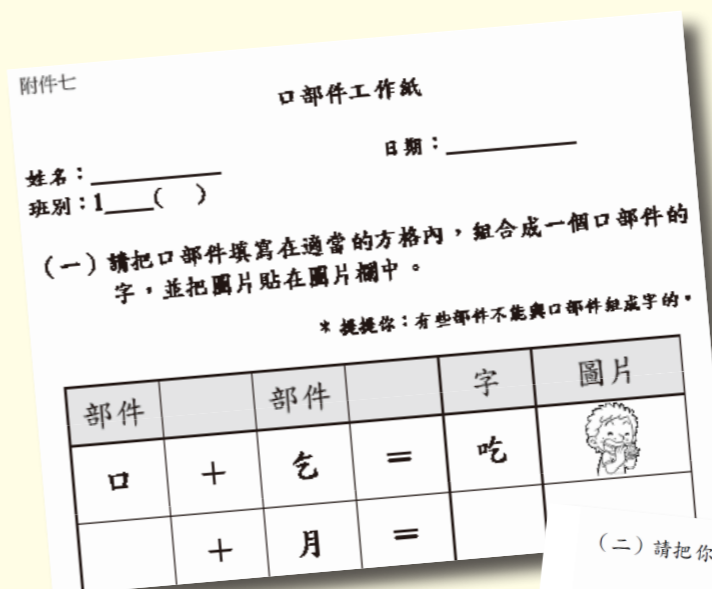 附件七
口部件工作紙
姓名：________ 日期：________
班別：1___( )
（一）請把口部件填寫在適當的方格內，組合成一個口部件的
字，並把圖片貼在圖片欄中。
* 提提你：有些部件不能與口部件組成字的。
部件 部件 字 圖片
口 + 乞 = 吃
+ 月 =
（二）請把你